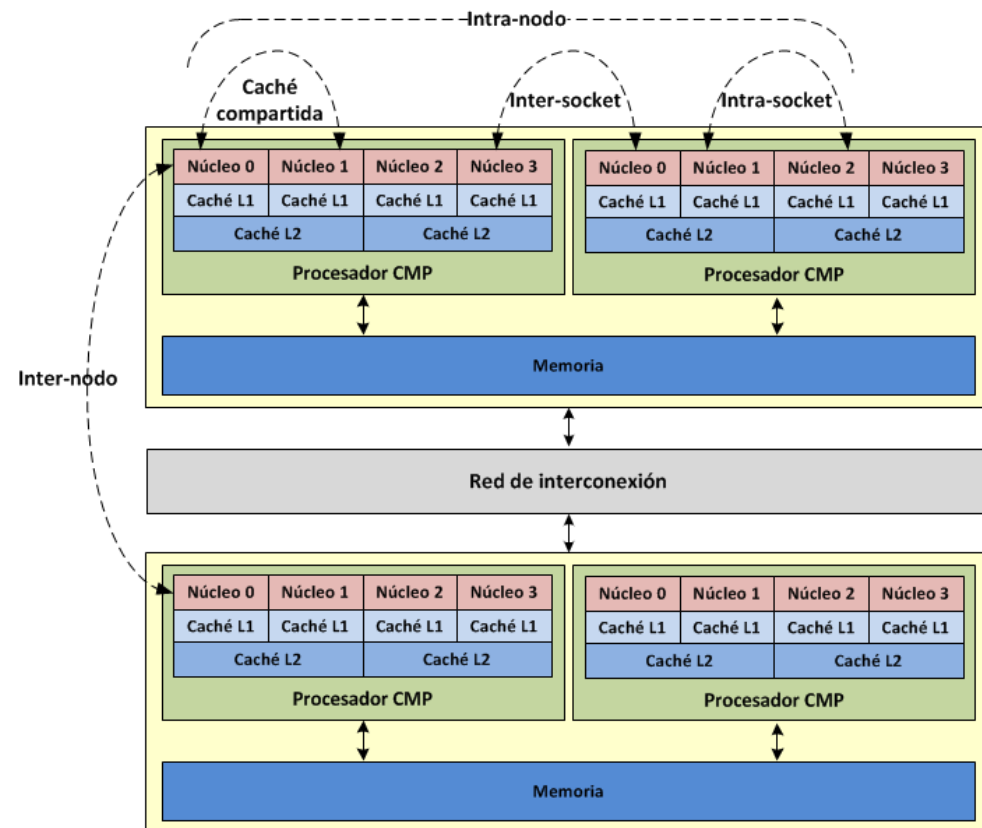 Intra-nodo
Caché
compartida
Inter-socket
Intra-socket
Núcleo 0 Núcleo 1 Núcleo 2 Núcleo 3
Núcleo 0 Núcleo 1 Núcleo 2 Núcleo 3
Caché L1 Caché L1 Caché L1 Caché L1
Caché L1 Caché L1 Caché L1 Caché L1
Caché L2 Caché L2
Caché L2 Caché L2
Procesador CMP
Procesador CMP
Memoria
Inter-nodo
Red de interconexión
Núcleo 0 Núcleo 1 Núcleo 2 Núcleo 3
Núcleo 0 Núcleo 1 Núcleo 2 Núcleo 3
Caché L1 Caché L1 Caché L1 Caché L1
Caché L1 Caché L1 Caché L1 Caché L1
Caché L2 Caché L2
Caché L2 Caché L2
Procesador CMP
Procesador CMP
Memoria